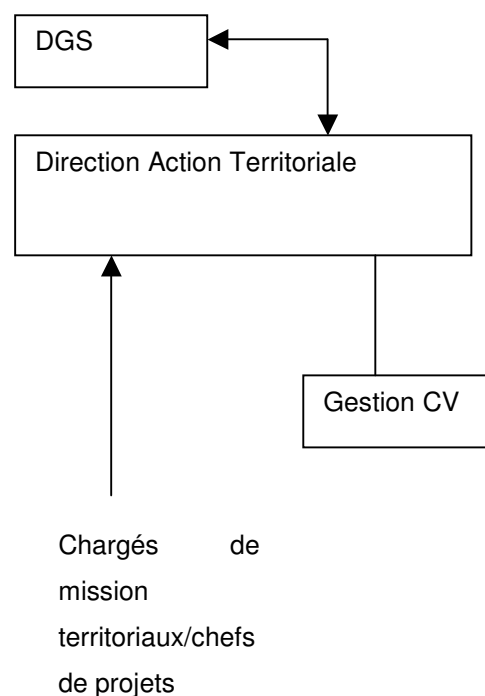 DGS
Direction Action Territoriale
Gestion CV
Chargés de
mission
territoriaux/chefs
de projets